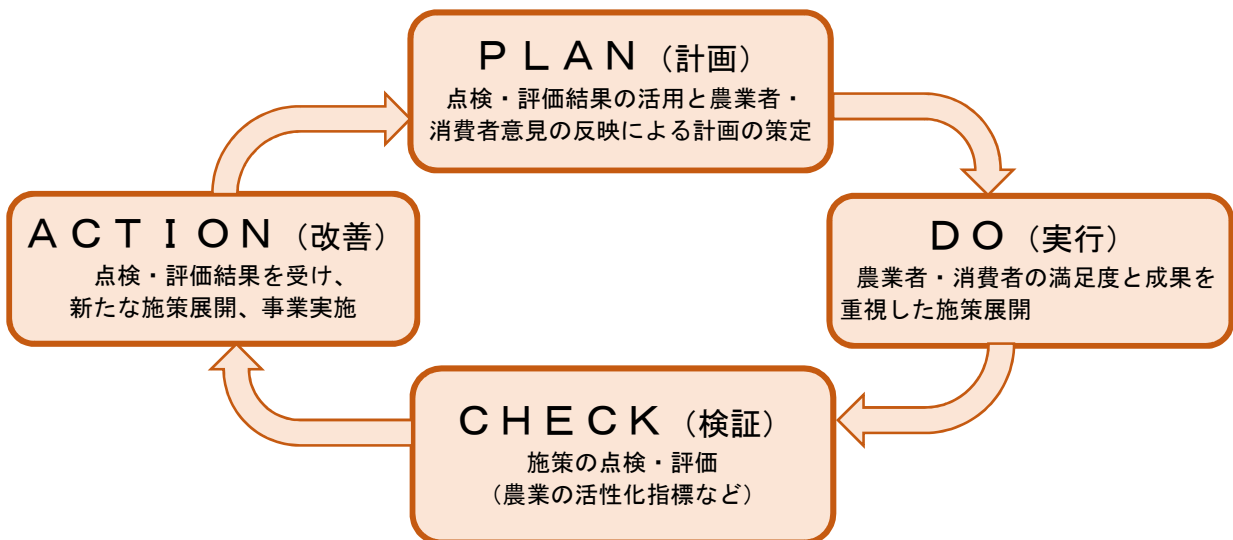 ＰＬＡＮ（計画）
点検・評価結果の活用と農業者・
消費者意見の反映による計画の策定
ＤＯ（実行）
農業者・消費者の満足度と成果を
重視した施策展開
ＣＨＥＣＫ（検証）
施策の点検・評価
（農業の活性化指標など）
ＡＣＴＩＯＮ（改善）
点検・評価結果を受け、
新たな施策展開、事業実施